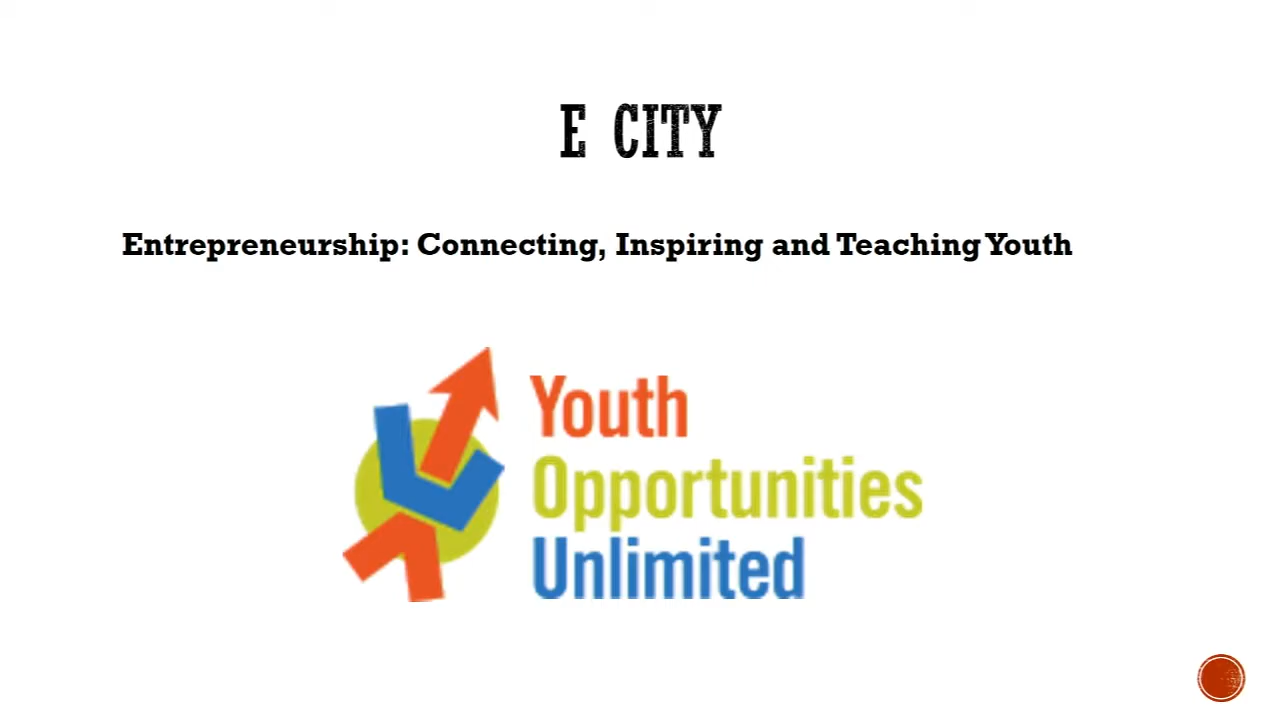 E CITY
Entrepreneurship: Connecting, Inspiring and Teaching Youth
Youth
Opportunities
Unlimited